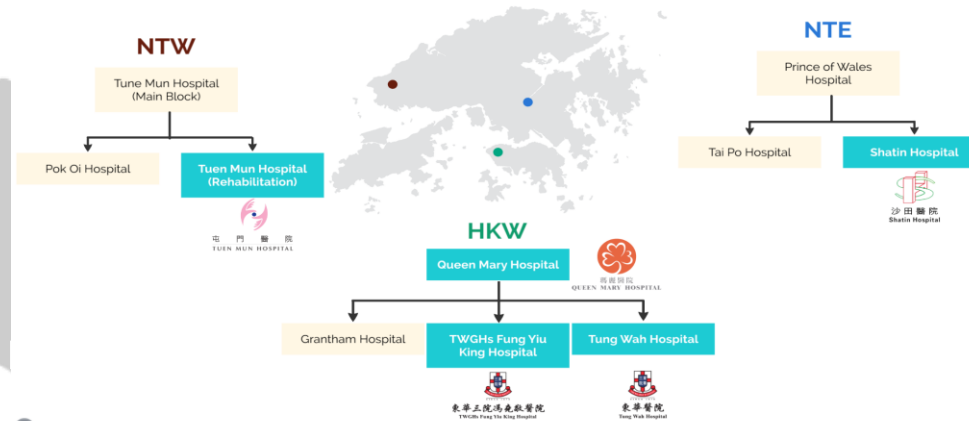 NTW
Tune Mun Hospital
(Main Block)
Pok Oi Hospital
Tuen Mun Hospital
(Rehabilitation)
屯門醫院
TUEN MUN HOSPITAL
NTE
Prince of Wales
Hospital
Tai Po Hospital
Shatin Hospital
沙田醫院
Shatin Hospital
HKW
Queen Mary Hospital
瑪麗醫院
QUEEN MARY HOSPITAL
Grantham Hospital
TWGHs Fung Yiu
King Hospital
東華三院馮堯敬醫院
TWGHs Fung Yiu King Hospital
Tung Wah Hospital
東華醫院
Tung Wah Hospital